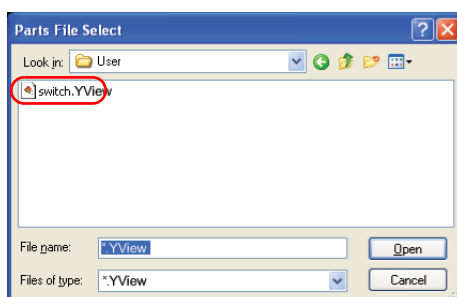 Parts File Select
Look in: User
switch.YView
File name: *.YView Open
Files of type: *.YView Cancel